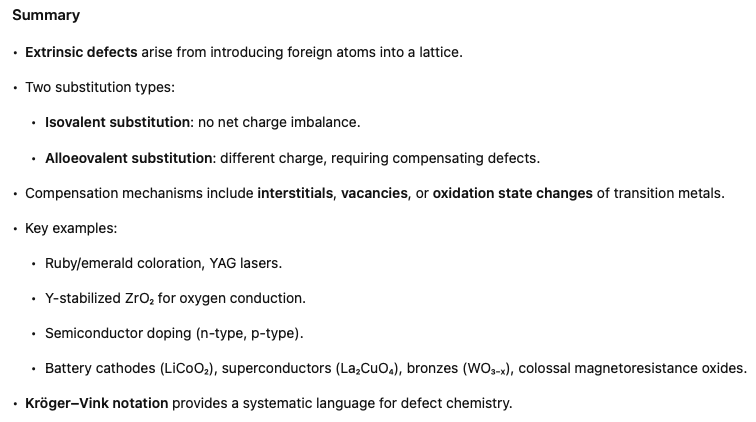 Summary
• Extrinsic defects arise from introducing foreign atoms into a lattice.
• Two substitution types:
• Isovalent substitution: no net charge imbalance.
• Alloeovalent substitution: different charge, requiring compensating defects.
• Compensation mechanisms include interstitials, vacancies, or oxidation state changes of transition metals.
• Key examples:
• Ruby/emerald coloration, YAG lasers.
• Y-stabilized ZrO₂ for oxygen conduction.
• Semiconductor doping (n-type, p-type).
• Battery cathodes (LiCoO₂), superconductors (La₂CuO₄), bronzes (WO₃₋ₓ), colossal magnetoresistance oxides.
• Kröger–Vink notation provides a systematic language for defect chemistry.